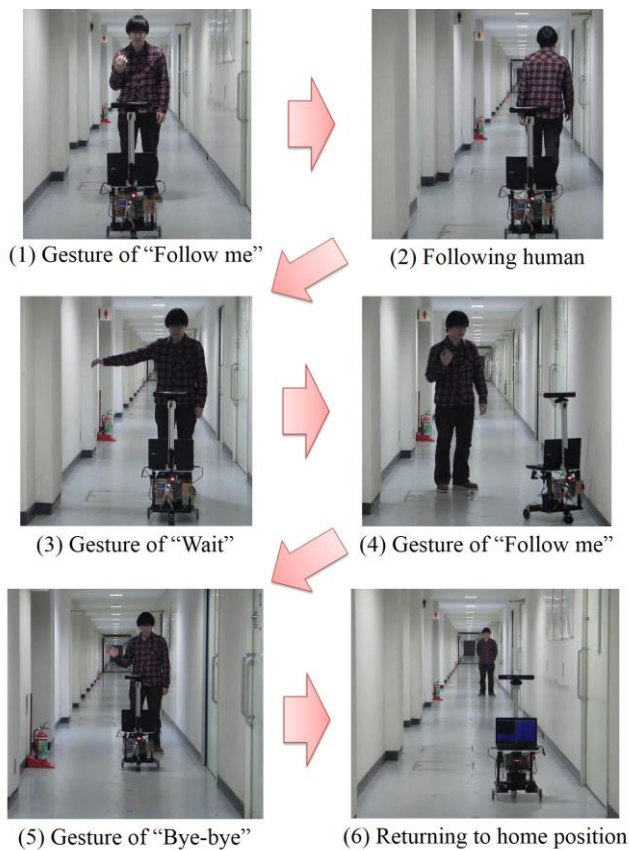 (1) Gesture of “Follow me”
(2) Following human
(3) Gesture of “Wait”
(4) Gesture of “Follow me”
(5) Gesture of “Bye-bye”
(6) Returning to home position